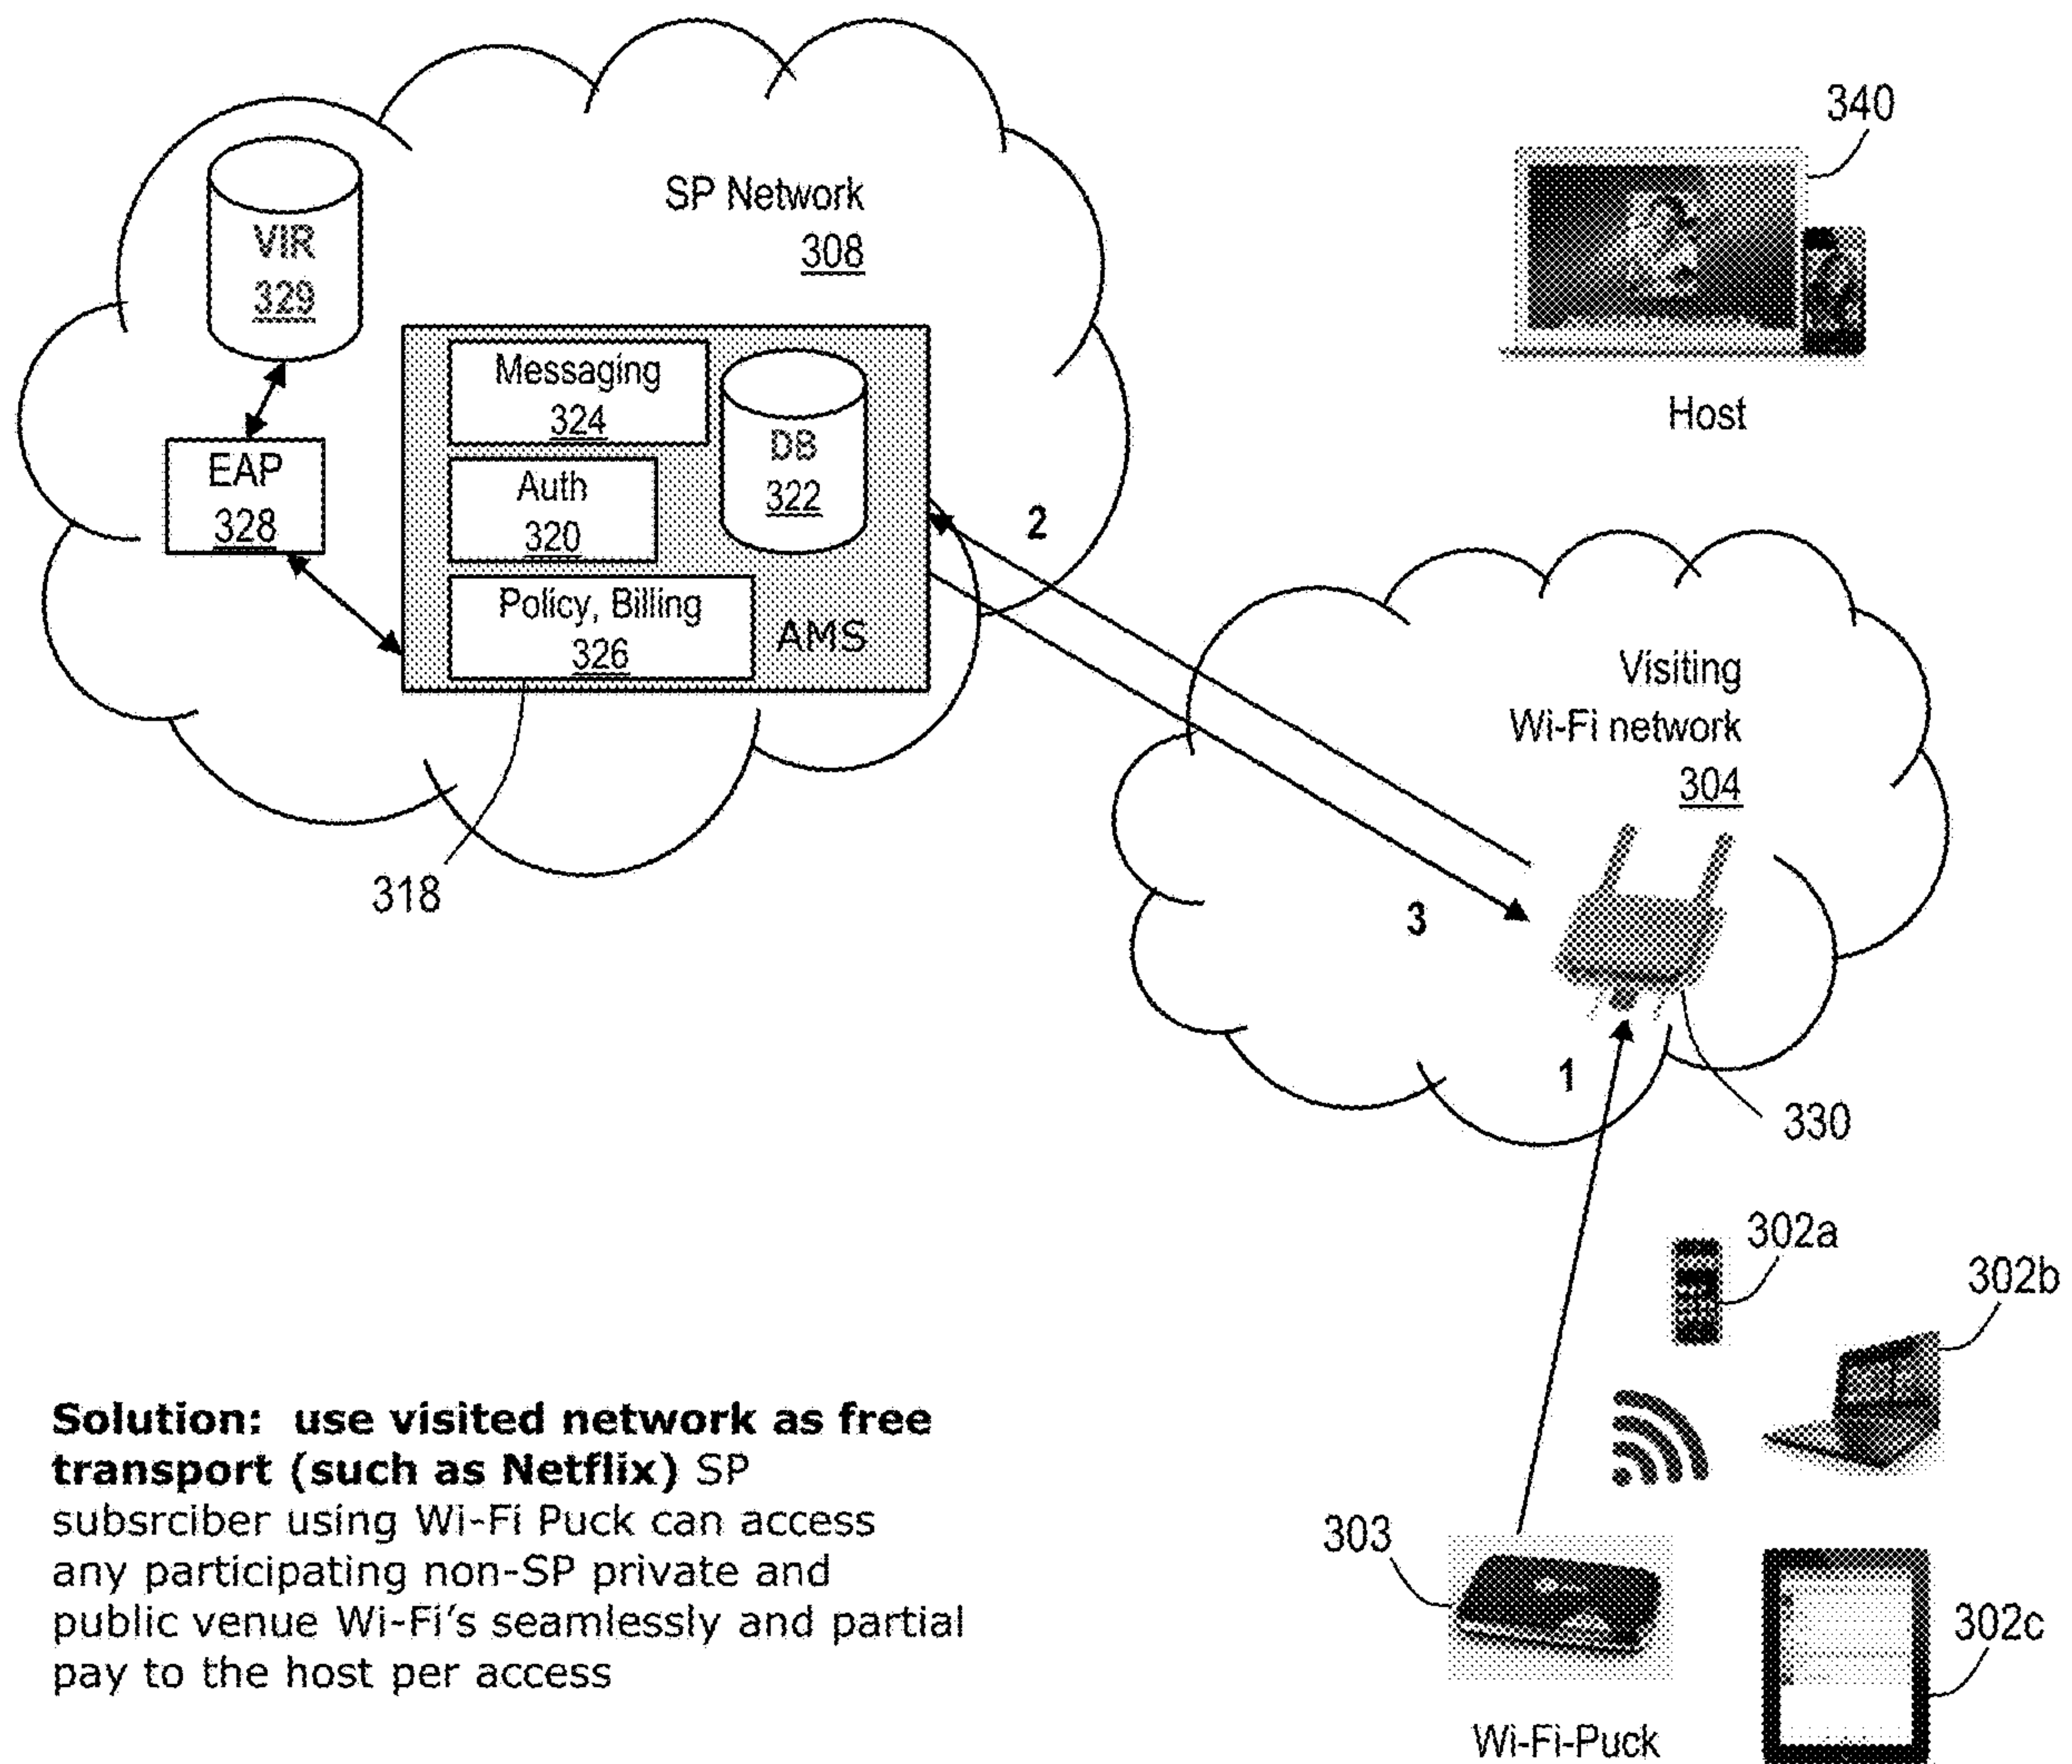 340
SP Network
308
VIR
329
Host
Messaging
324
DB
322
EAP
328
Auth
320
2
Policy, Billing
326
AMS
Visiting
Wi-Fi network
304
318
3
1
330
302a
302b
Solution: use visited network as free
transport (such as Netflix) SP
subsrciber using Wi-Fi Puck can access
any participating non-SP private and
public venue Wi-Fi's seamlessly and partial
pay to the host per access
303
302c
Wi-Fi-Puck